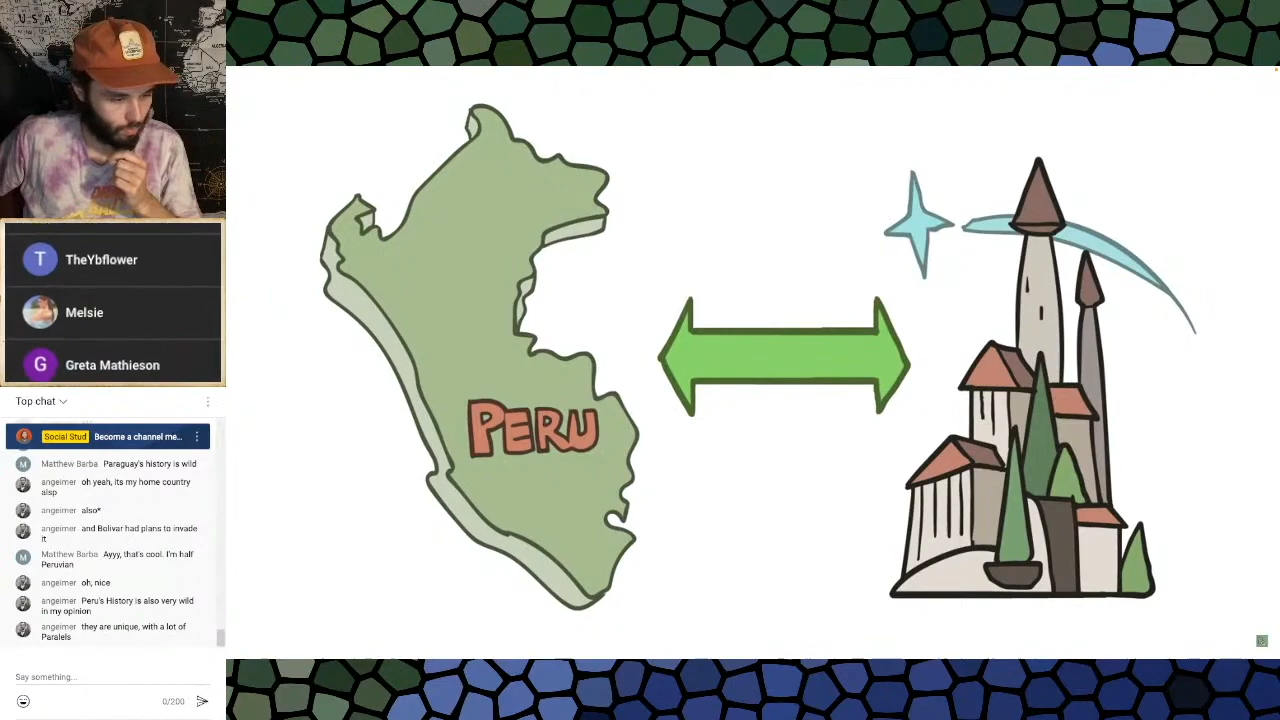 U.S.A
TheYbflower
Melsie
Greta Mathieson
Top chat
Social Stud Become a channel me...
Matthew Barba Paraguay's history is wild
angeimer oh yeah, its my home country
alsp
angeimer also*
angeimer and Bolivar had plans to invade
it
Matthew Barba Ayyy, that's cool. I'm half
Peruvian
angeimer oh, nice
angeimer Peru's History is also very wild
in my opinion
angeimer they are unique, with a lot of
Paralels
Say something...
0/200
PERU
T
M
M
G